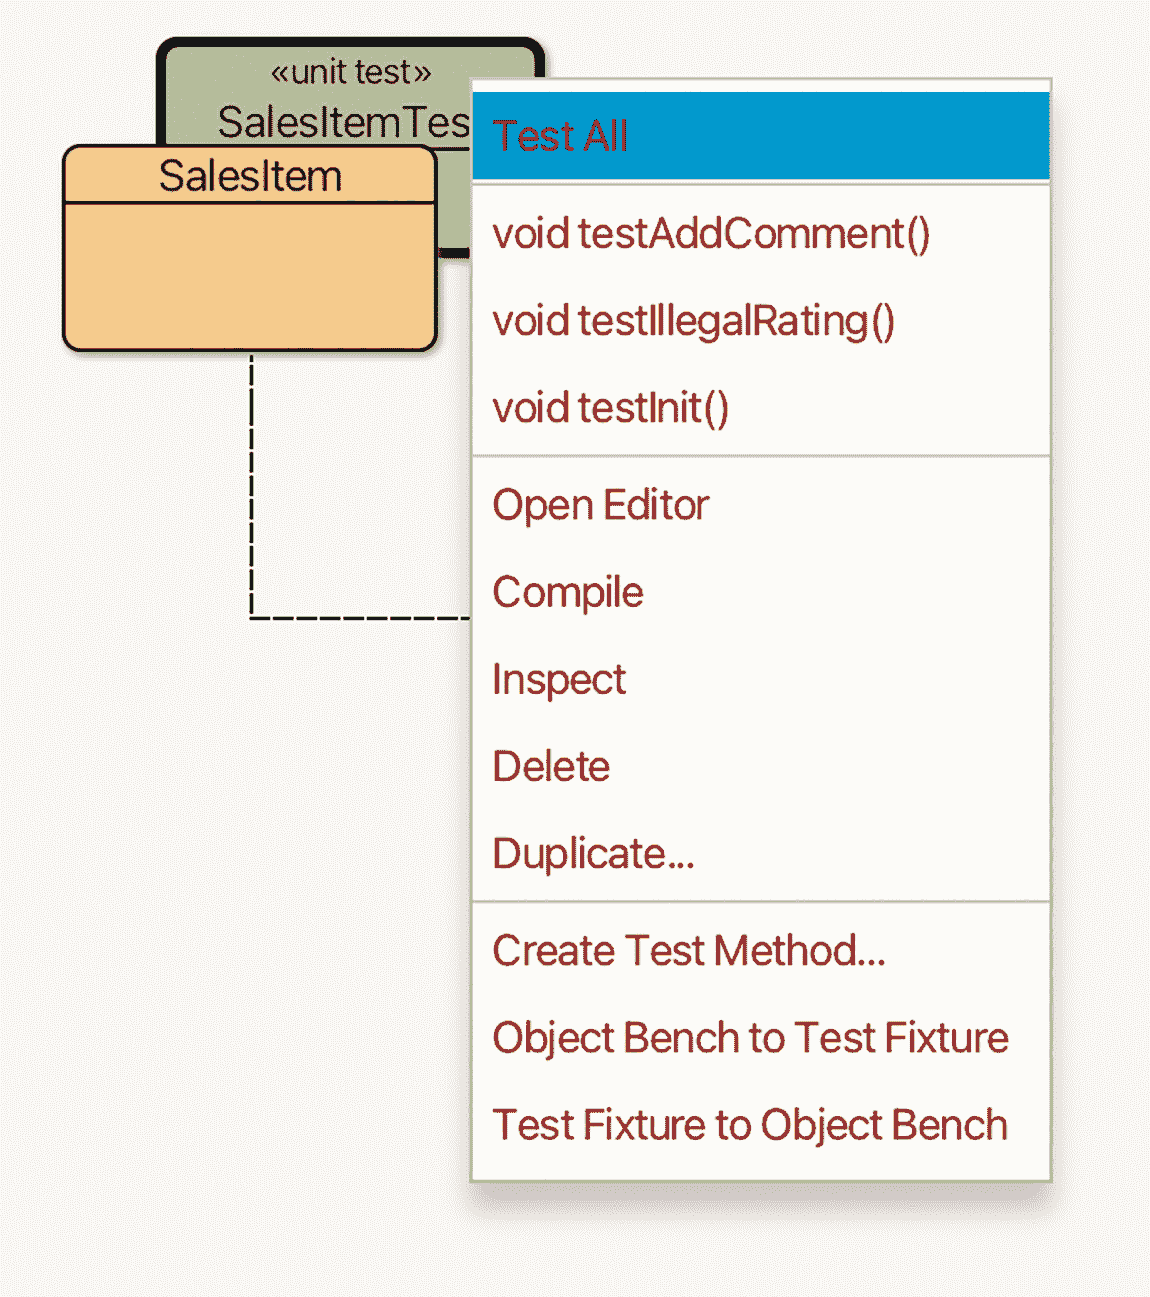 «unit test»
SalesItemTes
SalesItem
Test All
void testAddComment()
void testIllegalRating()
void testInit()
Open Editor
Compile
Inspect
Delete
Duplicate...
Create Test Method...
Object Bench to Test Fixture
Test Fixture to Object Bench